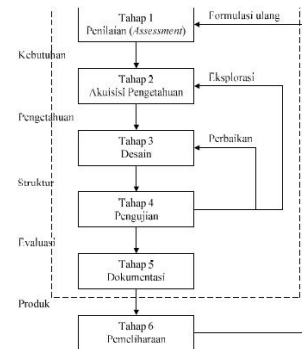 Tahap 1
Penilaian (Assessment)
Formulasi ulang
Kebutuhan
Tahap 2
Akuisisi Pengetahuan
Eksplorasi
Pengetahuan
Tahap 3
Desain
Perbaikan
Struktur
Tahap 4
Pengujian
Evaluasi
Tahap 5
Dokumentasi
Produk
Tahap 6
Pemeliharaan